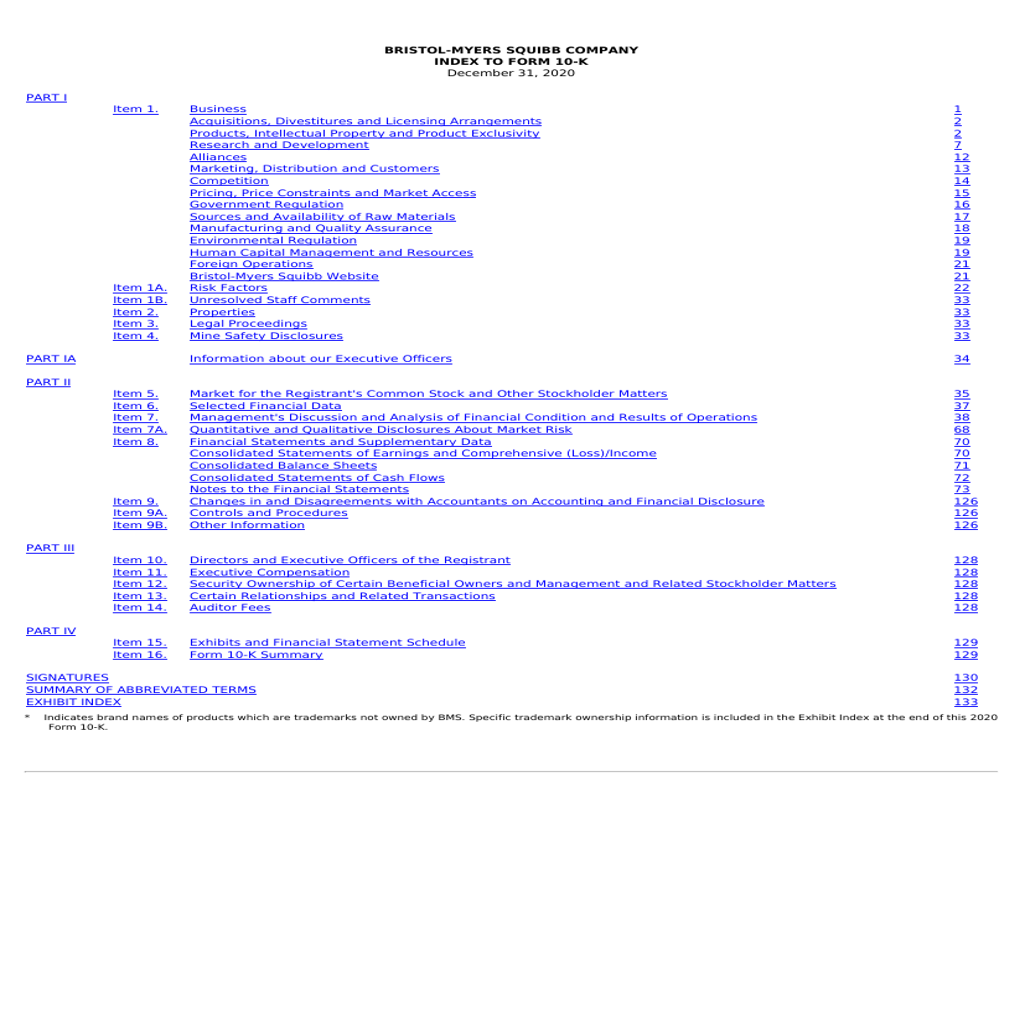 BRISTOL-MYERS SQUIBB COMPANY
INDEX TO FORM 10-K
December 31, 2020
PART I
Item 1. Business 1
Acquisitions, Divestitures and Licensing Arrangements 2
Products, Intellectual Property and Product Exclusivity 2
Research and Development 7
Alliances 12
Marketing, Distribution and Customers 13
Competition 14
Pricing, Price Constraints and Market Access 15
Government Regulation 16
Sources and Availability of Raw Materials 17
Manufacturing and Quality Assurance 18
Environmental Regulation 19
Human Capital Management and Resources 19
Foreign Operations 21
Bristol-Myers Squibb Website 21
Item 1A. Risk Factors 22
Item 1B. Unresolved Staff Comments 33
Item 2. Properties 33
Item 3. Legal Proceedings 33
Item 4. Mine Safety Disclosures 33
PART IA Information about our Executive Officers 34
PART II
Item 5. Market for the Registrant's Common Stock and Other Stockholder Matters 35
Item 6. Selected Financial Data 37
Item 7. Management's Discussion and Analysis of Financial Condition and Results of Operations 38
Item 7A. Quantitative and Qualitative Disclosures About Market Risk 68
Item 8. Financial Statements and Supplementary Data 70
Consolidated Statements of Earnings and Comprehensive (Loss)/Income 70
Consolidated Balance Sheets 71
Consolidated Statements of Cash Flows 72
Notes to the Financial Statements 73
Item 9. Changes in and Disagreements with Accountants on Accounting and Financial Disclosure 126
Item 9A. Controls and Procedures 126
Item 9B. Other Information 126
PART III
Item 10. Directors and Executive Officers of the Registrant 128
Item 11. Executive Compensation 128
Item 12. Security Ownership of Certain Beneficial Owners and Management and Related Stockholder Matters 128
Item 13. Certain Relationships and Related Transactions 128
Item 14. Auditor Fees 128
PART IV
Item 15. Exhibits and Financial Statement Schedule 129
Item 16. Form 10-K Summary 129
SIGNATURES 130
SUMMARY OF ABBREVIATED TERMS 132
EXHIBIT INDEX 133
* Indicates brand names of products which are trademarks not owned by BMS. Specific trademark ownership information is included in the Exhibit Index at the end of this 2020
Form 10-K.